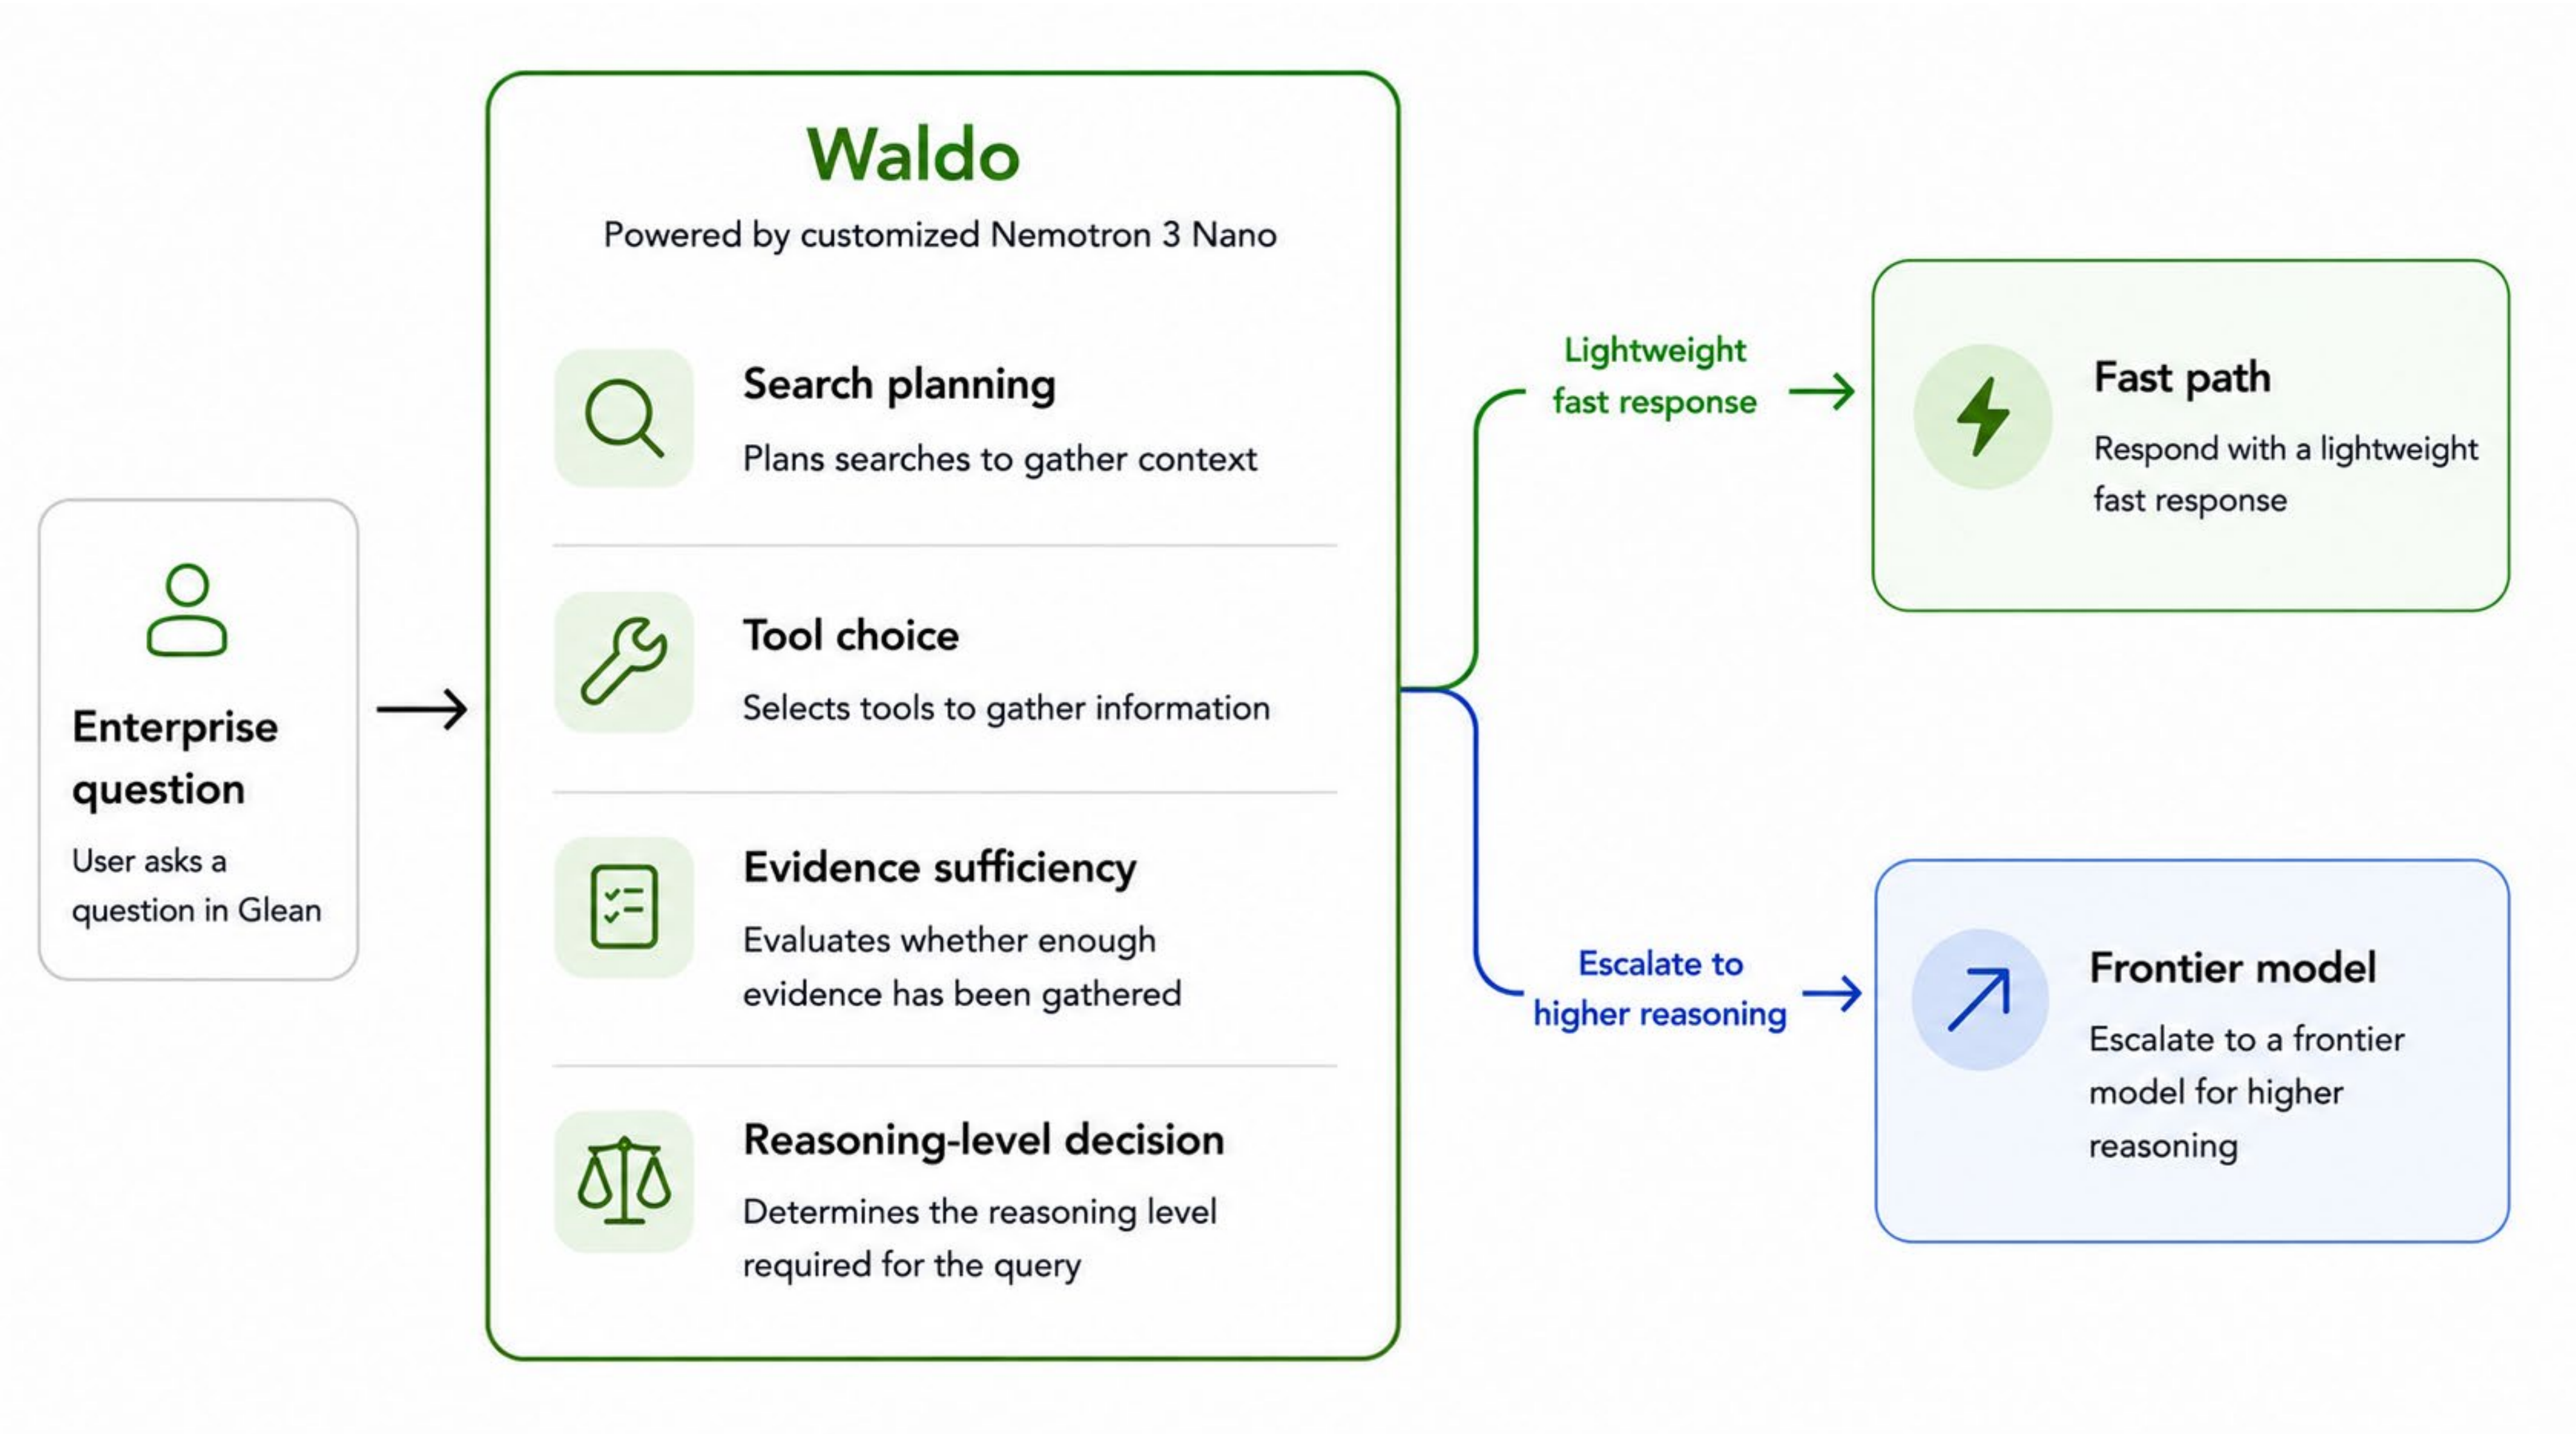 Enterprise
question
User asks a
question in Glean
Waldo
Powered by customized Nemotron 3 Nano
Search planning
Plans searches to gather context
Tool choice
Selects tools to gather information
Evidence sufficiency
Evaluates whether enough
evidence has been gathered
Reasoning-level decision
Determines the reasoning level
required for the query
Lightweight
fast response
Fast path
Respond with a lightweight
fast response
Escalate to
higher reasoning
Frontier model
Escalate to a frontier
model for higher
reasoning